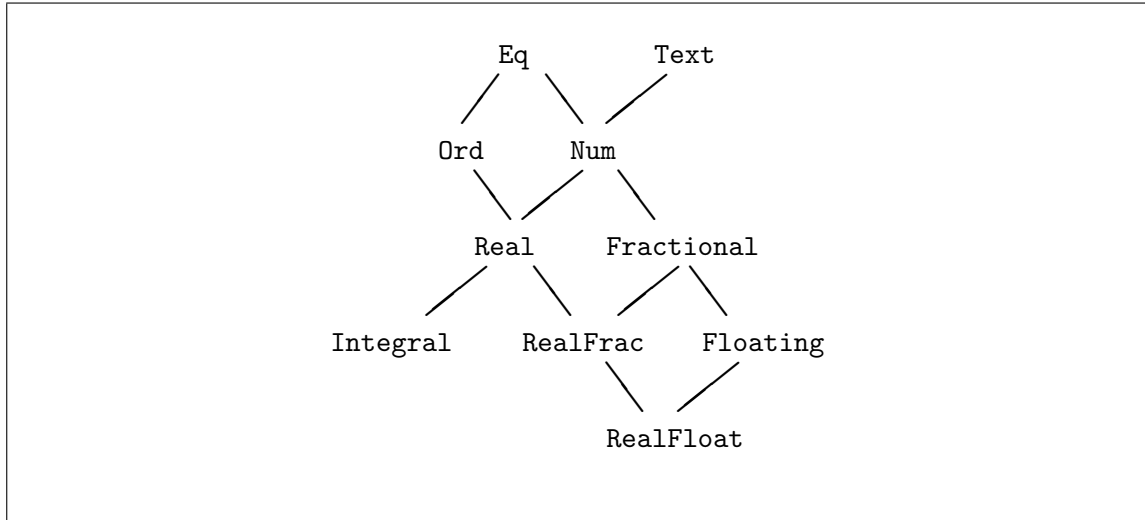 Eq Text
Ord Num
Real Fractional
Integral RealFrac Floating
RealFloat